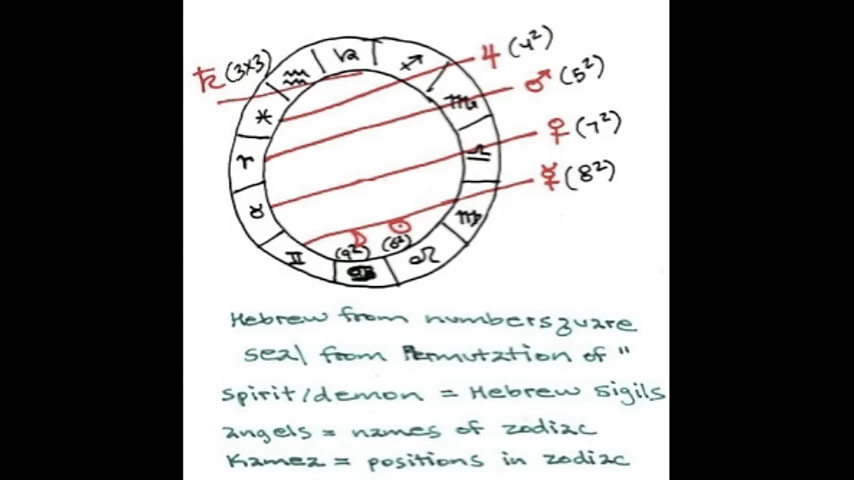 ♄ (3x3)
♃ (4²)
♂ (5²)
♀ (7²)
☿ (8²)
♒ ♑ ♐
♓ ♏
♈ ♎
♉ ♍
♊ ♋ ♌
☽ ☉
(9²) (6²)
Hebrew from numbersquare
seal from Permutation of "
spirit/demon = Hebrew sigils
angels = names of zodiac
Kamea = positions in zodiac